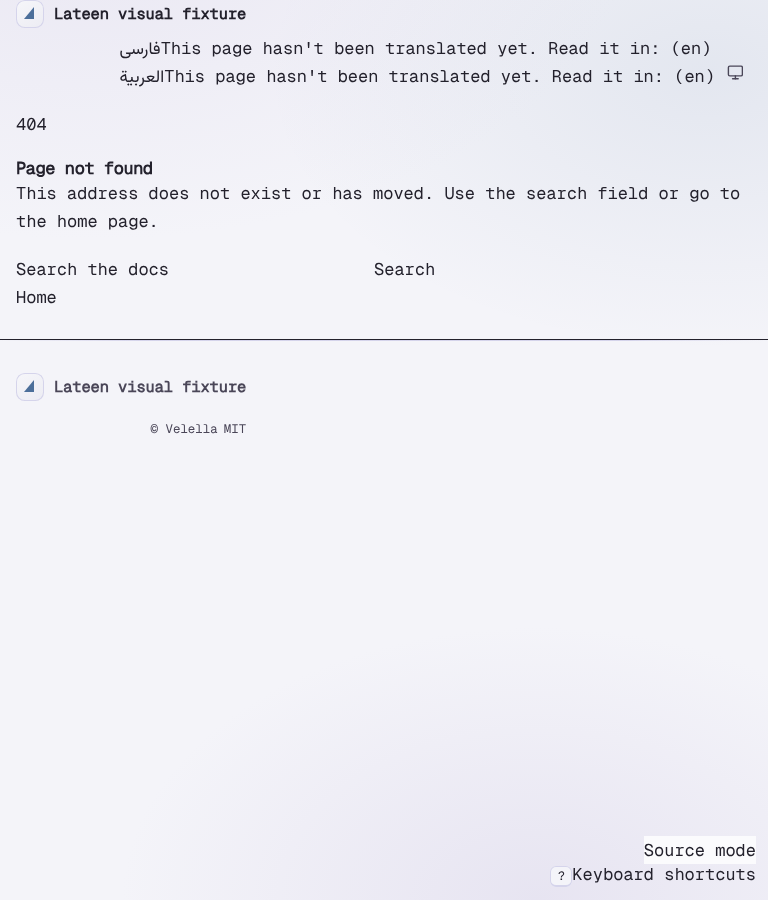 Lateen visual fixture
فارسیThis page hasn't been translated yet. Read it in: (en)
العربيةThis page hasn't been translated yet. Read it in: (en)
404
Page not found
This address does not exist or has moved. Use the search field or go to
the home page.
Search the docs Search
Home
Lateen visual fixture
© Velella MIT
Source mode
? Keyboard shortcuts